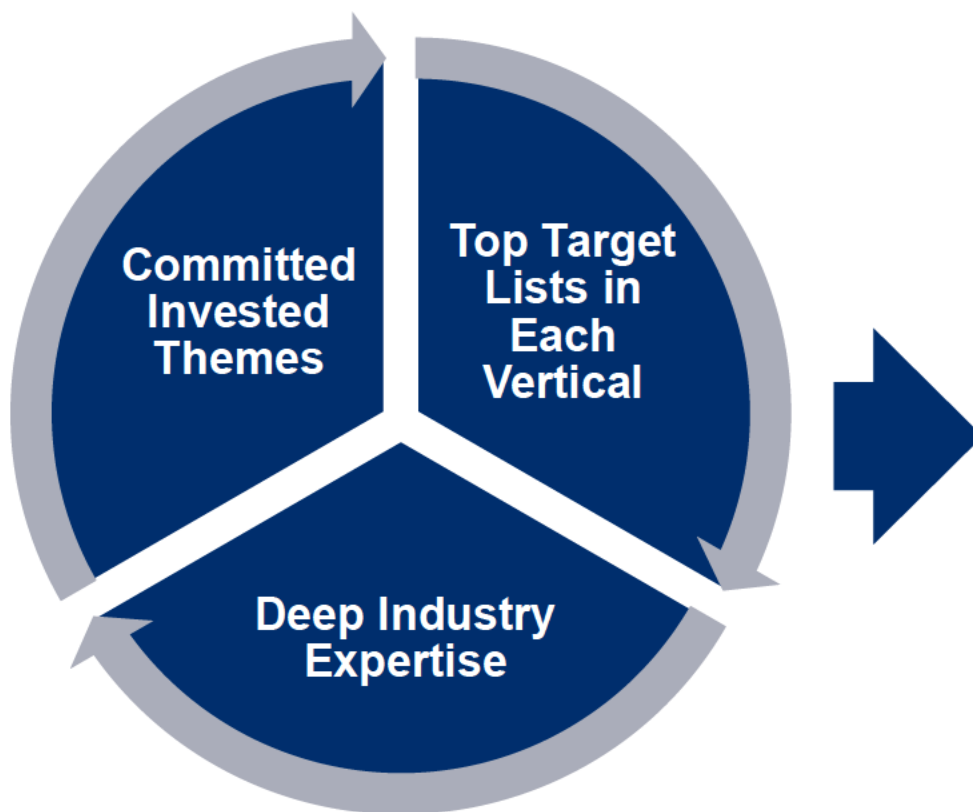 Committed
Invested
Themes
Top Target
Lists in
Each
Vertical
Deep Industry
Expertise